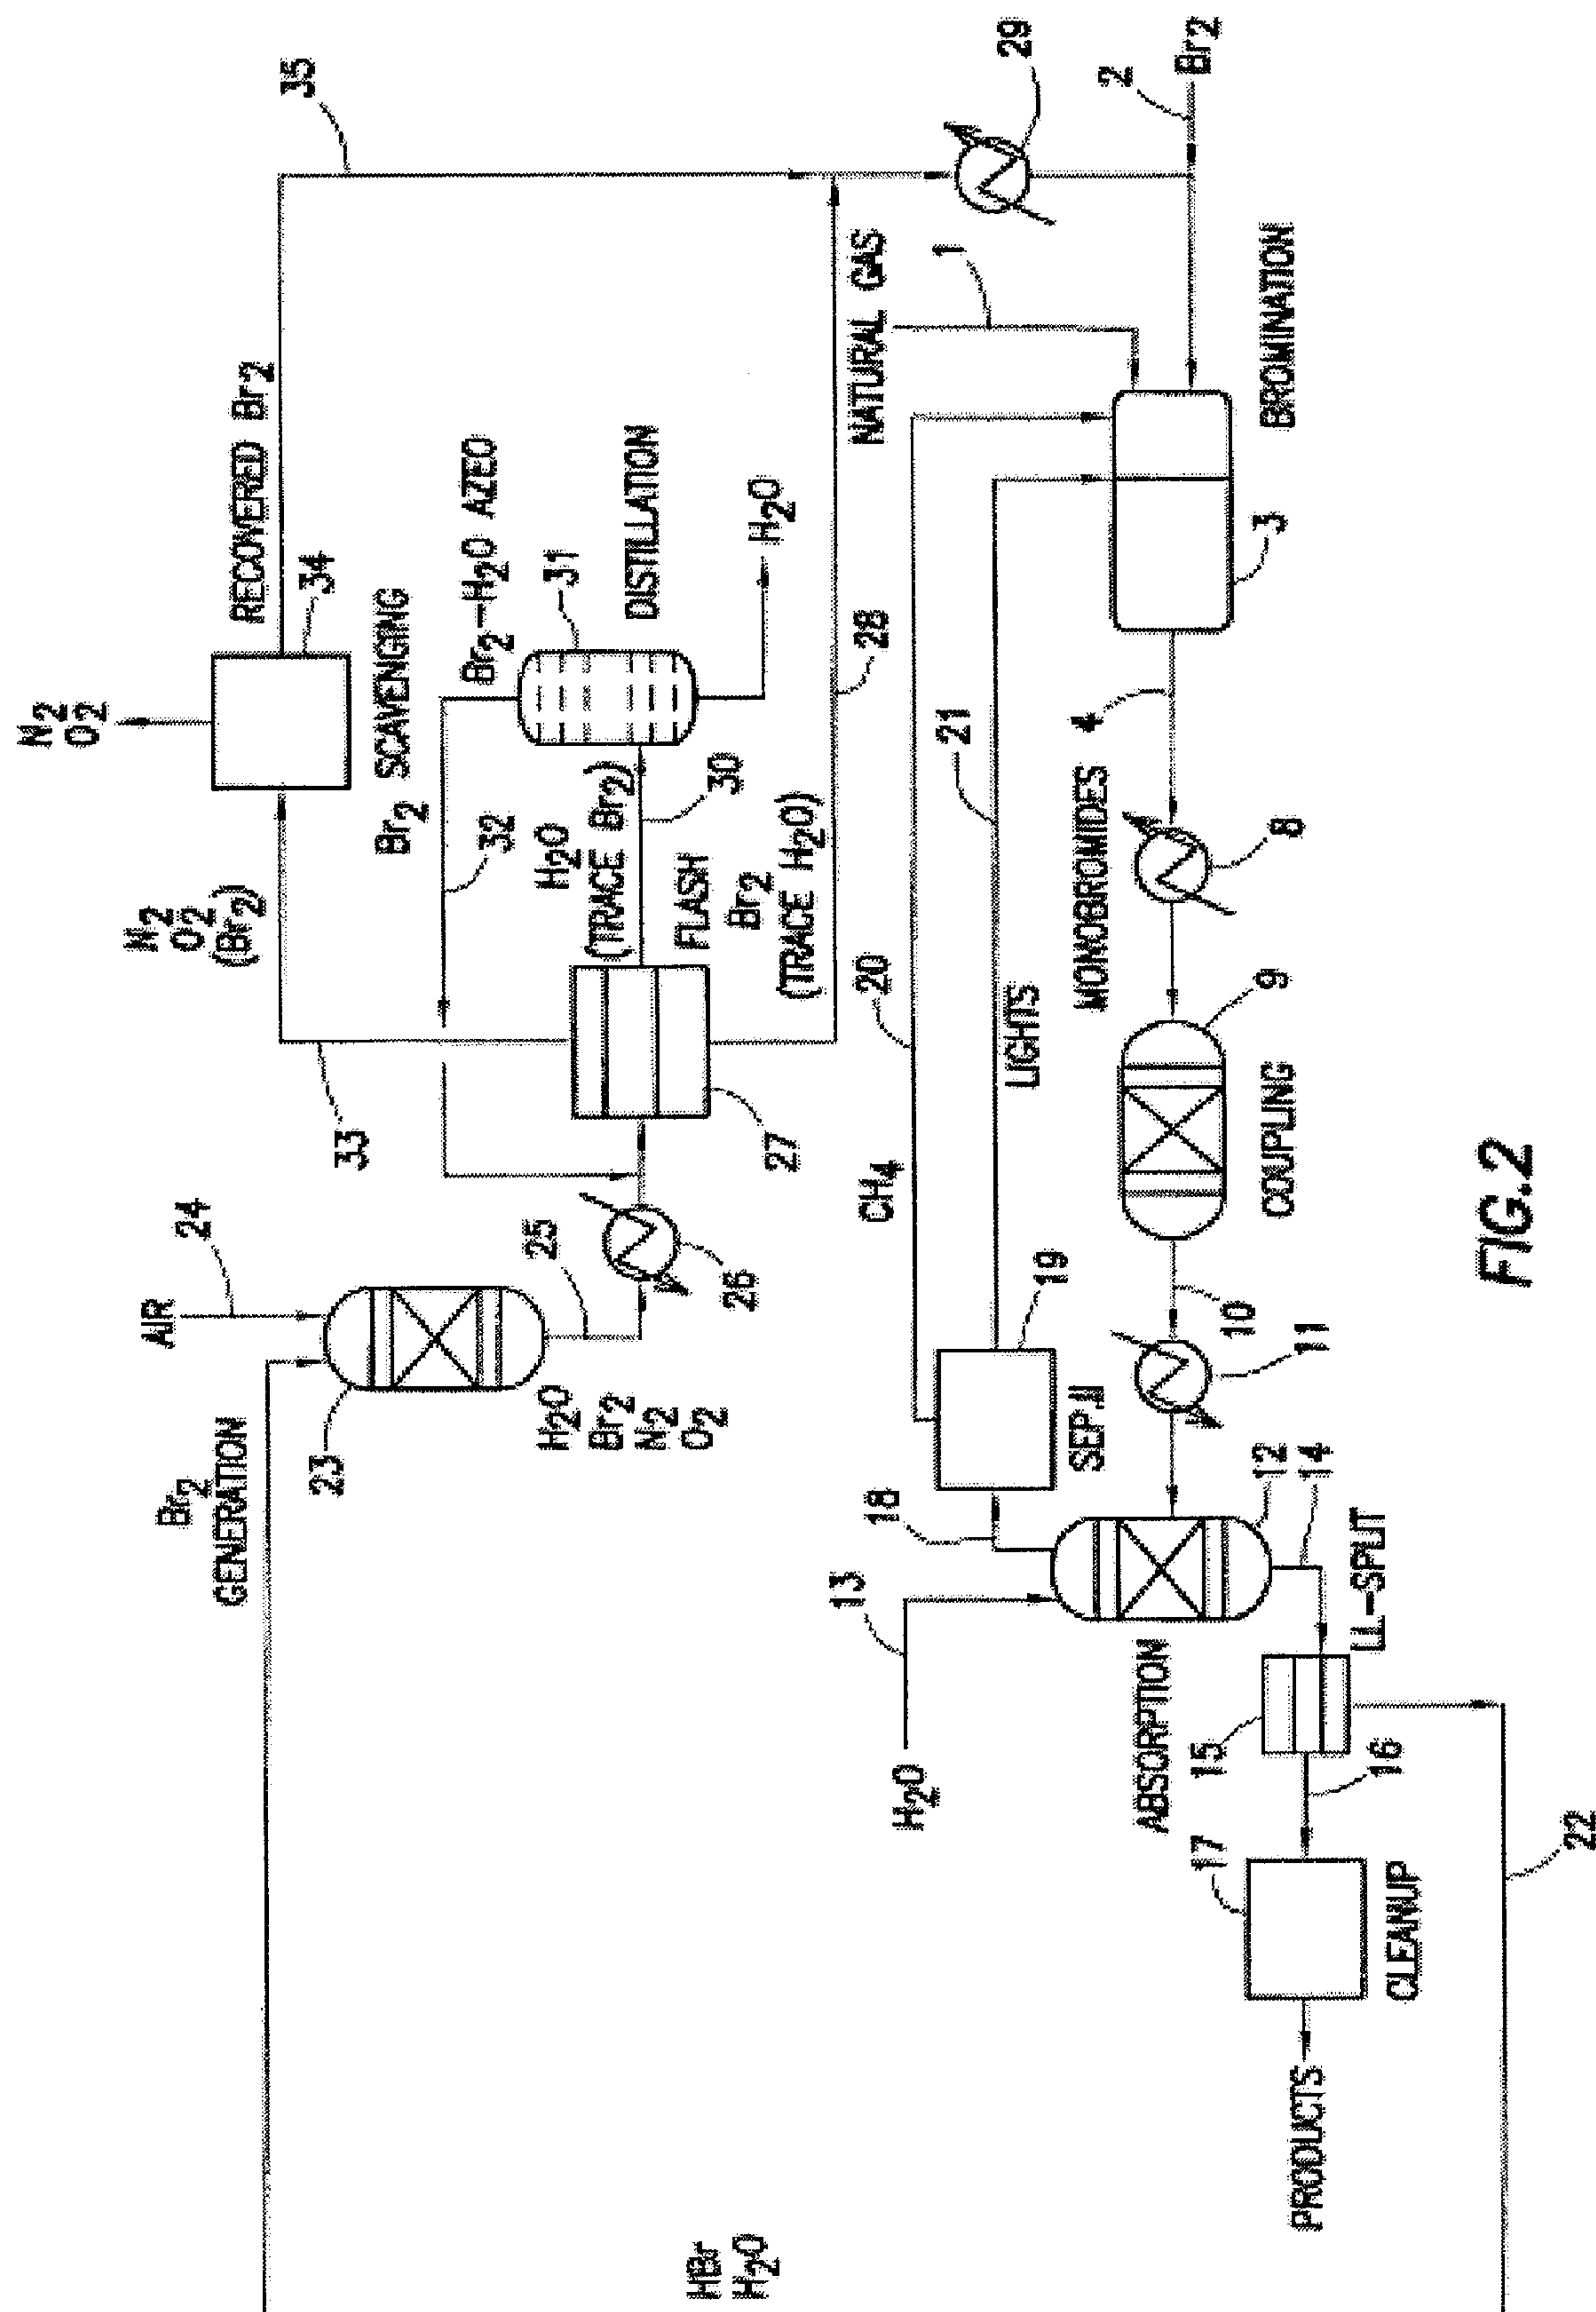 N2
O2
AIR
24
N2
O2
(Br2)
35
Br2
GENERATION
RECOVERED Br2
23
33
34
Br2 SCAVENGING
32
Br2-H2O AZEO
H2O
Br2
N2
O2
25
H2O
(TRACE Br2)
31
DISTILLATION
26
27
FLASH
30
Br2
(TRACE H2O)
H2O
HBr
H2O
28
13
H2O
18
CH4
20
NATURAL GAS
1
29
19
LIGHTS
21
SEP.II
MONOBROMIDES
4
2
Br2
ABSORPTION
10
17
15
12
14
11
COUPLING
9
8
3
BROMINATION
PRODUCTS
CLEANUP
16
LL-SPLIT
22
FIG.2